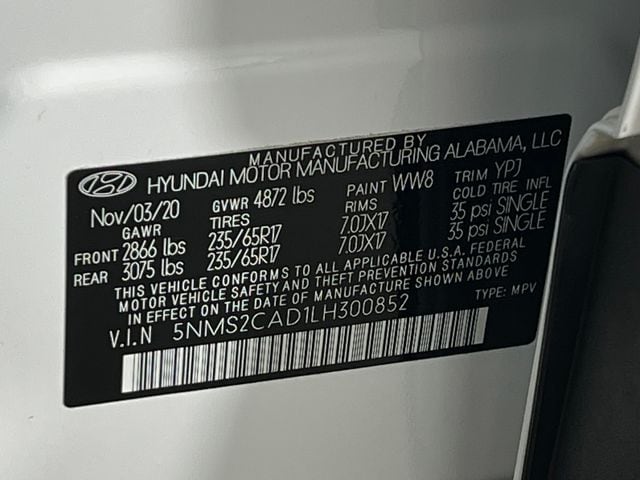 MANUFACTURED BY
HYUNDAI MOTOR MANUFACTURING ALABAMA, LLC
Nov/03/20 GVWR 4872 lbs PAINT WW8 TRIM YPJ
GAWR TIRES RIMS COLD TIRE INFL
FRONT 2866 lbs 235/65R17 7.0JX17 35 psi SINGLE
REAR 3075 lbs 235/65R17 7.0JX17 35 psi SINGLE
THIS VEHICLE CONFORMS TO ALL APPLICABLE U.S.A. FEDERAL
MOTOR VEHICLE SAFETY AND THEFT PREVENTION STANDARDS
IN EFFECT ON THE DATE OF MANUFACTURE SHOWN ABOVE
V.I.N 5NMS2CAD1LH300852 TYPE: MPV